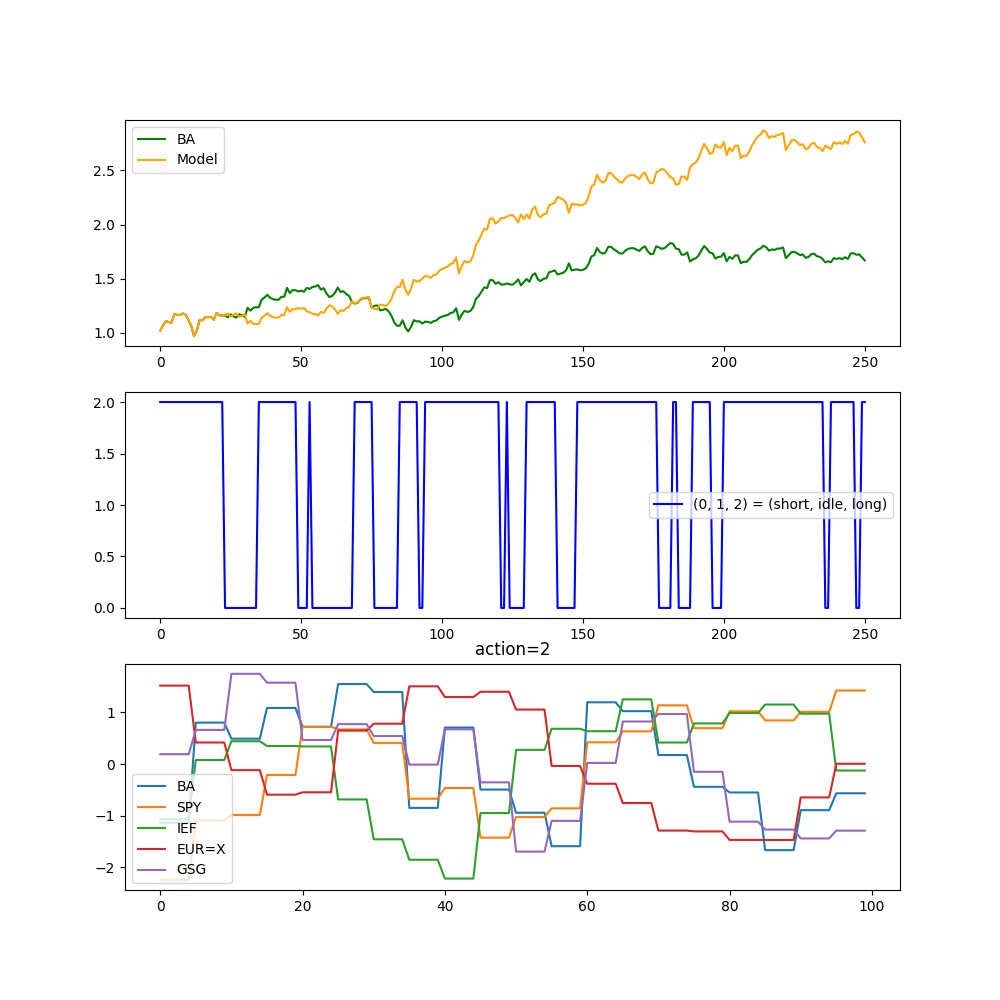 BA
Model
2.5
2.0
1.5
1.0
0 50 100 150 200 250
2.0
1.5
1.0
0.5
0.0
(0, 1, 2) = (short, idle, long)
0 50 100 150 200 250
action=2
1
0
−1
−2
BA
SPY
IEF
EUR=X
GSG
0 20 40 60 80 100